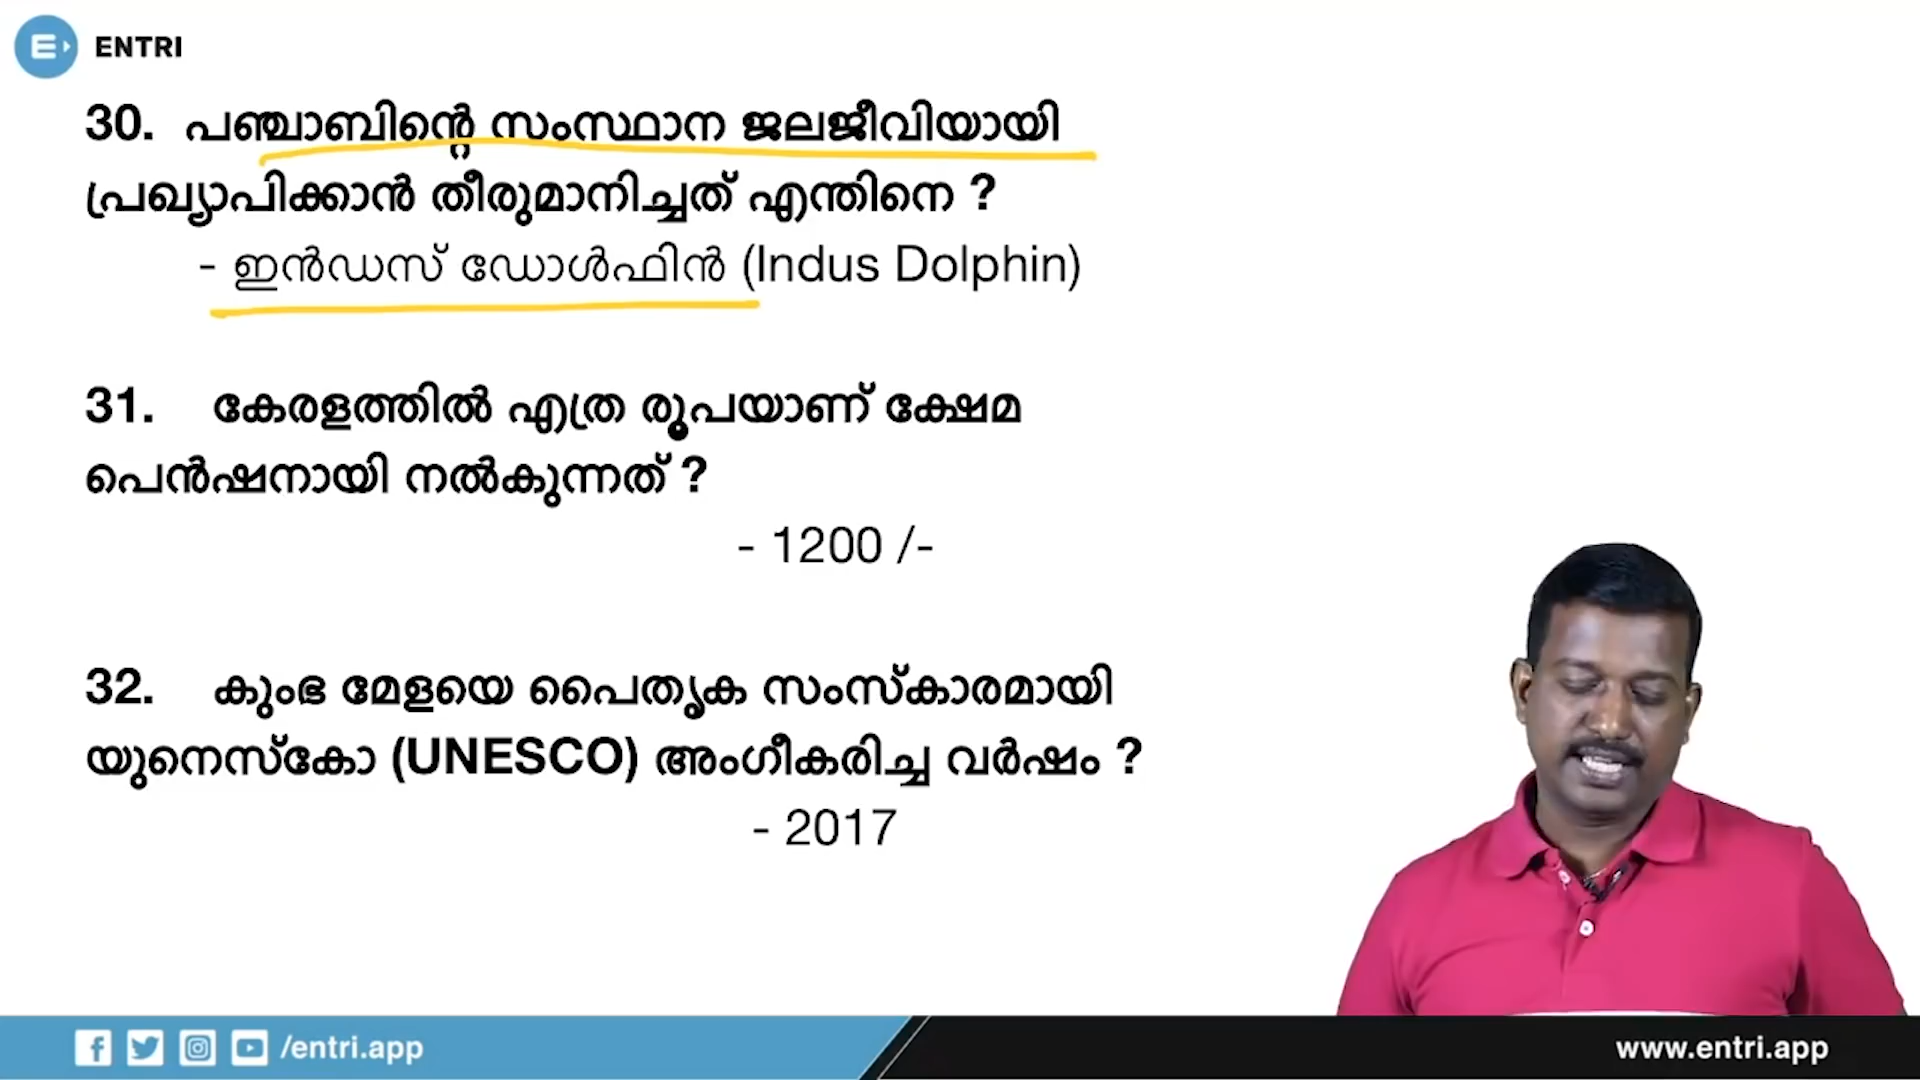 ENTRI
30. പഞ്ചാബിന്റെ സംസ്ഥാന ജലജീവിയായി
പ്രഖ്യാപിക്കാൻ തീരുമാനിച്ചത് എന്തിനെ ?
- ഇൻഡസ് ഡോൾഫിൻ (Indus Dolphin)
31. കേരളത്തിൽ എത്ര രൂപയാണ് ക്ഷേമ
പെൻഷനായി നൽകുന്നത് ?
- 1200 /-
32. കുംഭ മേളയെ പൈതൃക സംസ്കാരമായി
യുനെസ്കോ (UNESCO) അംഗീകരിച്ച വർഷം ?
- 2017
/entri.app
www.entri.app